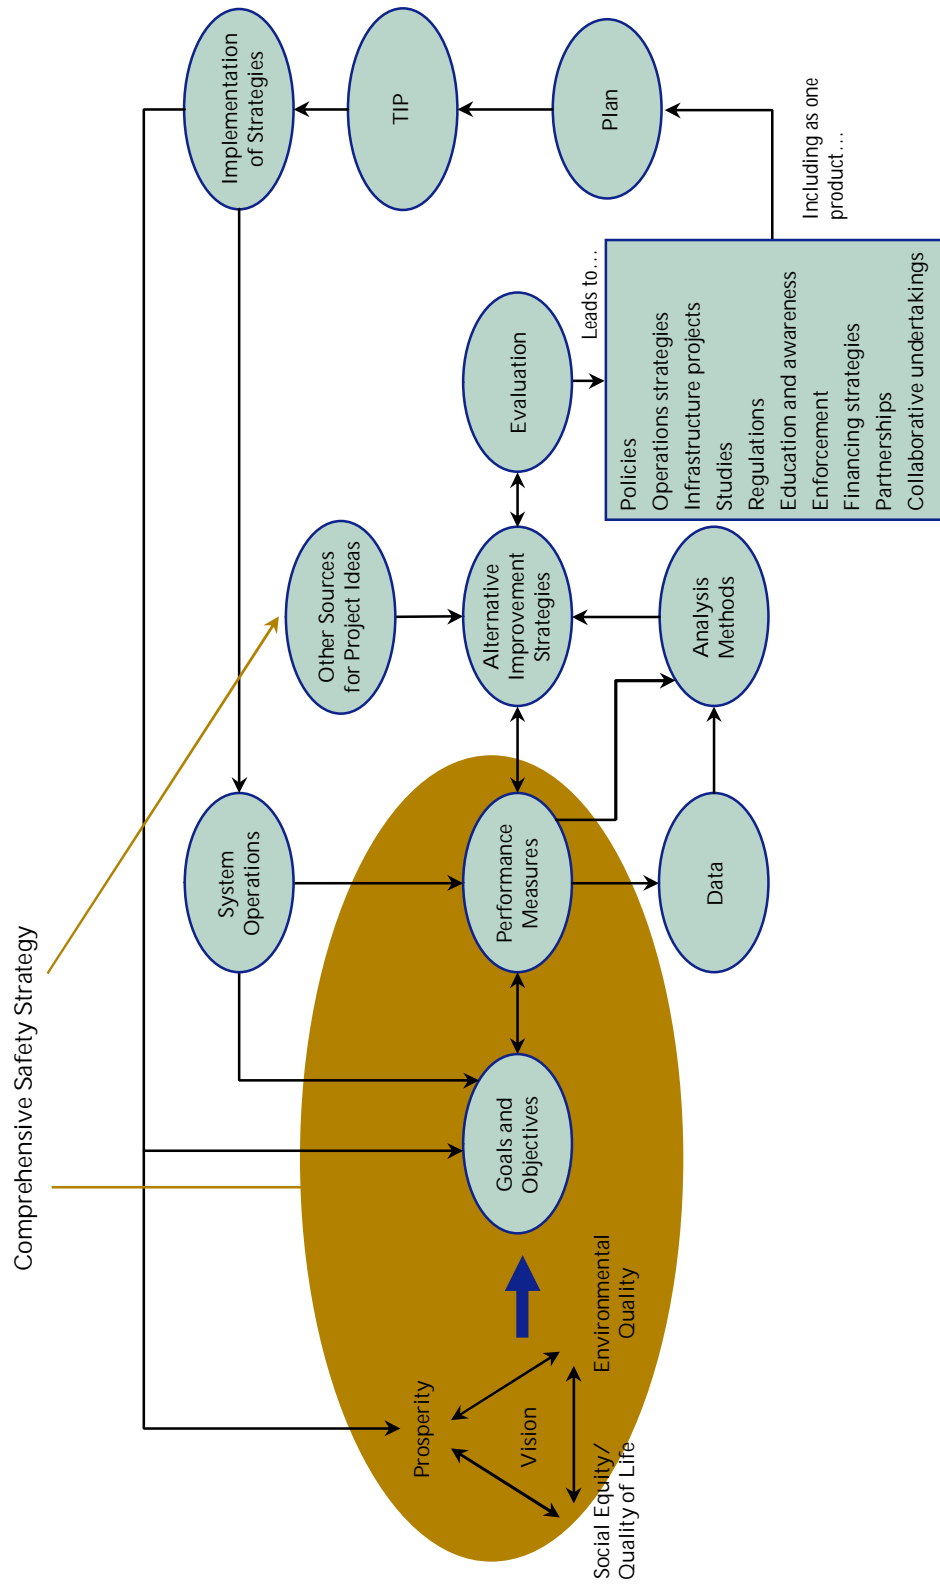 Comprehensive Safety Strategy
Prosperity
Vision
Social Equity/
Quality of Life
Environmental
Quality
Goals and
Objectives
System
Operations
Performance
Measures
Data
Other Sources
for Project Ideas
Alternative
Improvement
Strategies
Analysis
Methods
Evaluation
Leads to…
Policies
Operations strategies
Infrastructure projects
Studies
Regulations
Education and awareness
Enforcement
Financing strategies
Partnerships
Collaborative undertakings
Including as one
product…
Plan
TIP
Implementation
of Strategies